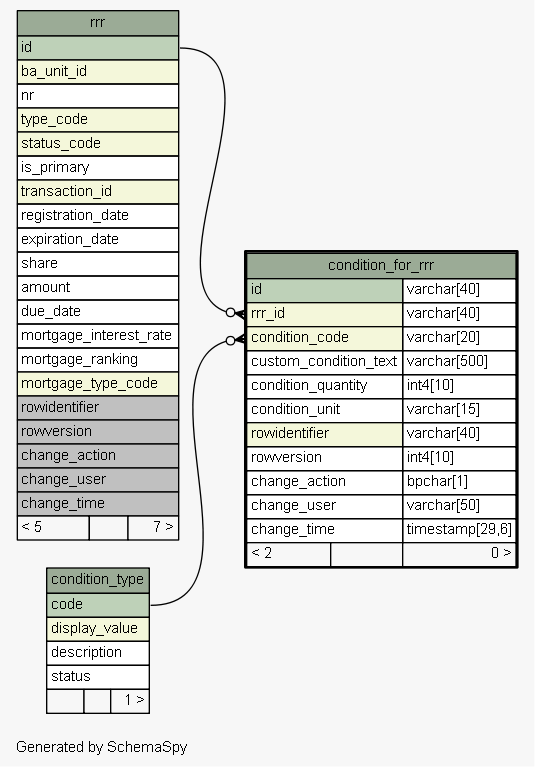 rrr
id
ba_unit_id
nr
type_code
status_code
is_primary
transaction_id
registration_date
expiration_date
share
amount
due_date
mortgage_interest_rate
mortgage_ranking
mortgage_type_code
rowidentifier
rowversion
change_action
change_user
change_time
< 5 7 >
condition_for_rrr
id varchar[40]
rrr_id varchar[40]
condition_code varchar[20]
custom_condition_text varchar[500]
condition_quantity int4[10]
condition_unit varchar[15]
rowidentifier varchar[40]
rowversion int4[10]
change_action bpchar[1]
change_user varchar[50]
change_time timestamp[29,6]
< 2 0 >
condition_type
code
display_value
description
status
1 >
Generated by SchemaSpy